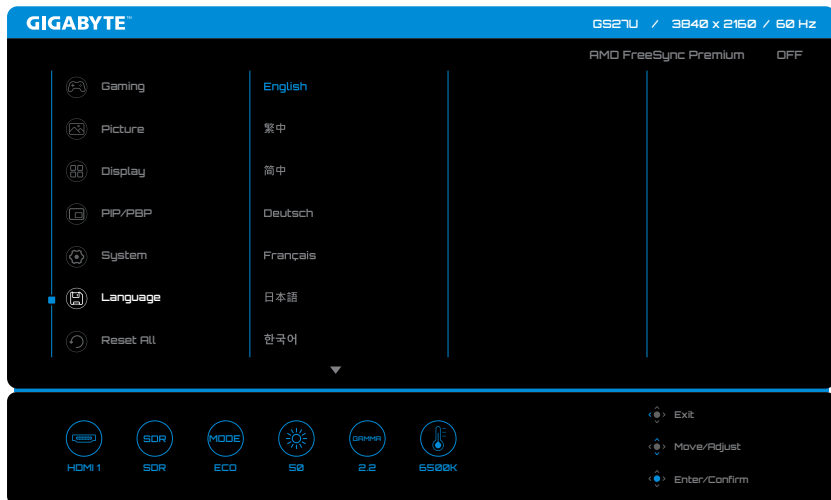 GIGABYTE™
GS27U / 3840 x 2160 / 60 Hz
AMD FreeSync Premium OFF
Gaming
Picture
Display
PIP/PBP
System
Language
Reset All
English
繁中
简中
Deutsch
Français
日本語
한국어
HDMI
SDR
MODE
GAMMA
HDMI 1
SDR
ECO
50
2.2
6500K
Exit
Move/Adjust
Enter/Confirm